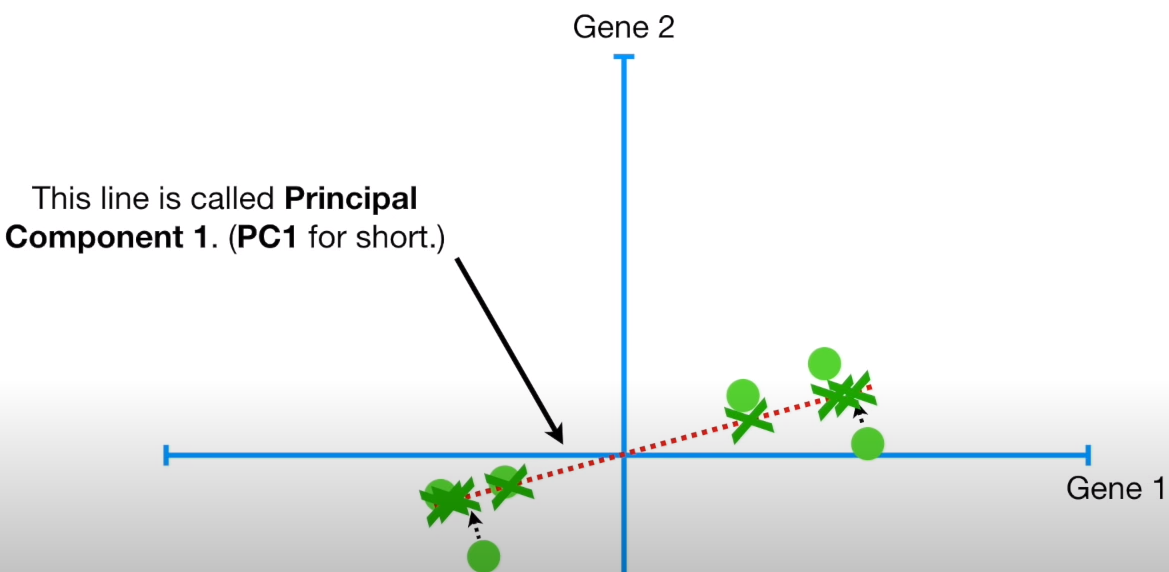 Gene 2
This line is called Principal
Component 1. (PC1 for short.)
Gene 1